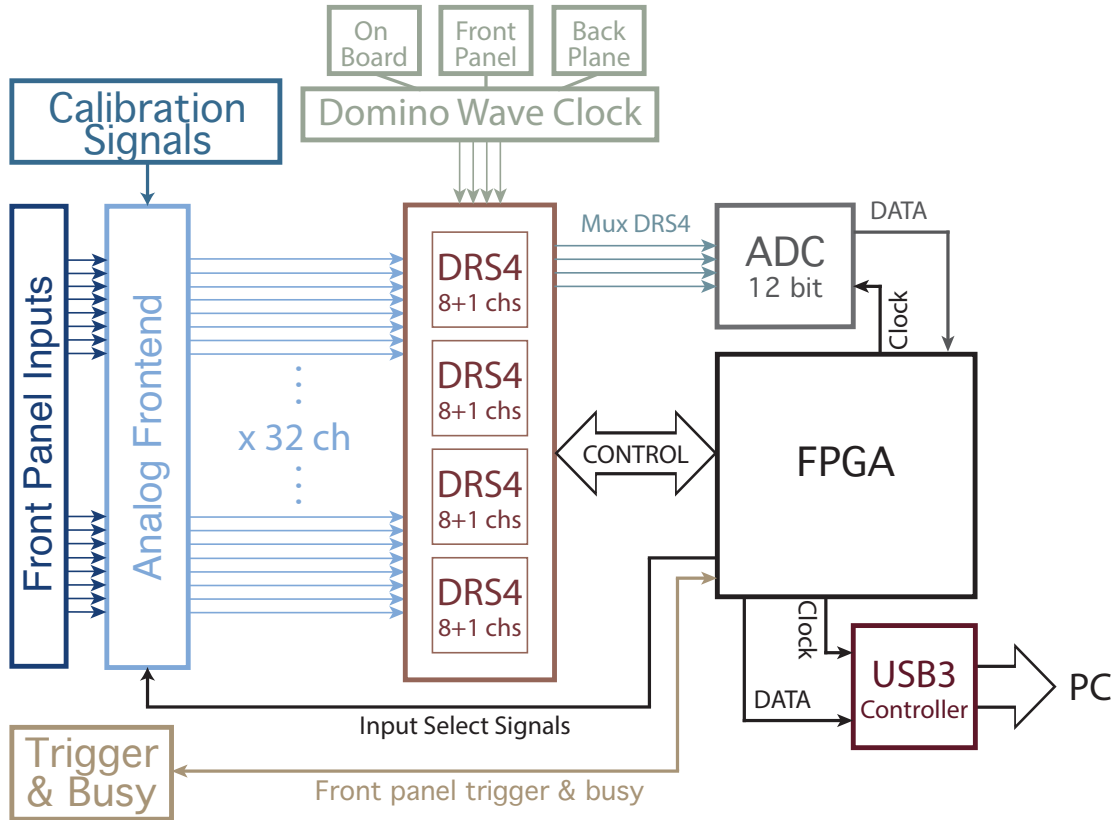 On
Board
Front
Panel
Back
Plane
Domino Wave Clock
Calibration
Signals
Front Panel Inputs
Analog Frontend
x 32 ch
DRS4
8+1 chs
DRS4
8+1 chs
DRS4
8+1 chs
DRS4
8+1 chs
Mux DRS4
ADC
12 bit
DATA
Clock
CONTROL
FPGA
Clock
DATA
USB3
Controller
PC
Input Select Signals
Trigger
& Busy
Front panel trigger & busy